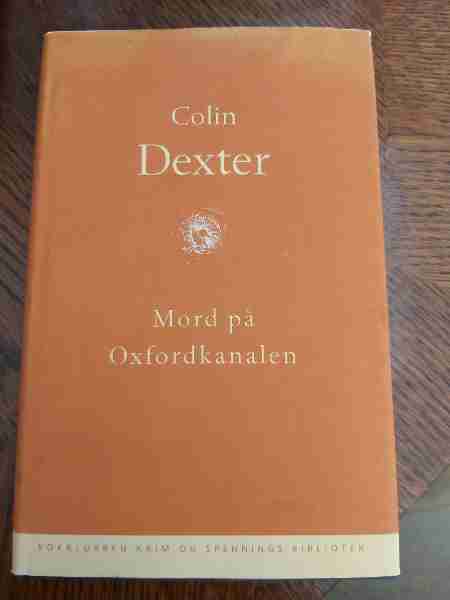 Colin
Dexter
Mord på
Oxfordkanalen
BOKKLUBBEN KRIM OG SPENNINGS BIBLIOTEK